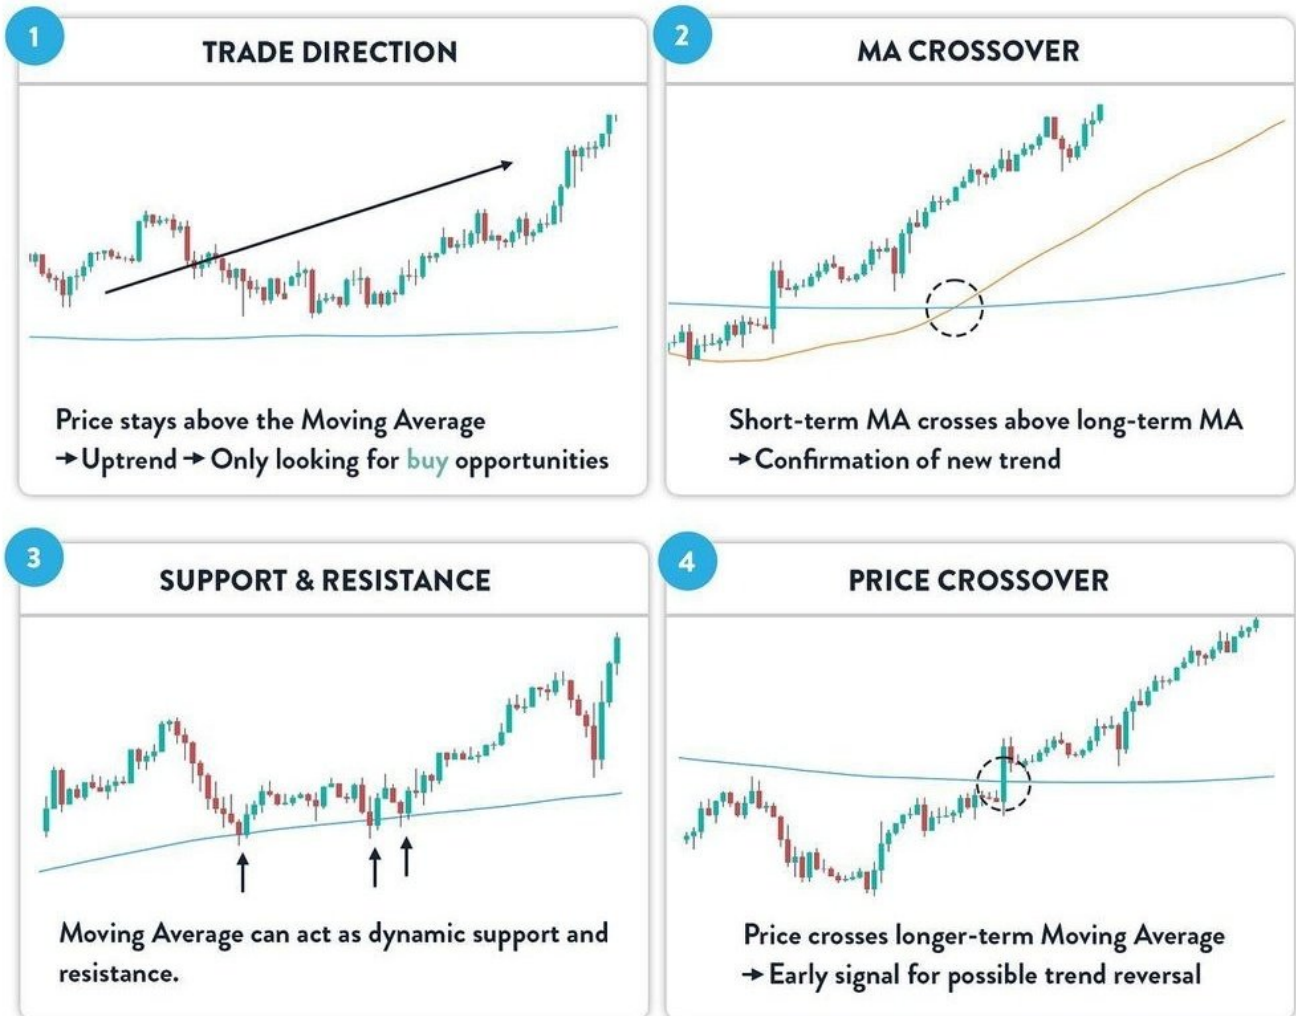 1
TRADE DIRECTION
Price stays above the Moving Average
→ Uptrend → Only looking for buy opportunities
2
MA CROSSOVER
Short-term MA crosses above long-term MA
→ Confirmation of new trend
3
SUPPORT & RESISTANCE
Moving Average can act as dynamic support and
resistance.
4
PRICE CROSSOVER
Price crosses longer-term Moving Average
→ Early signal for possible trend reversal